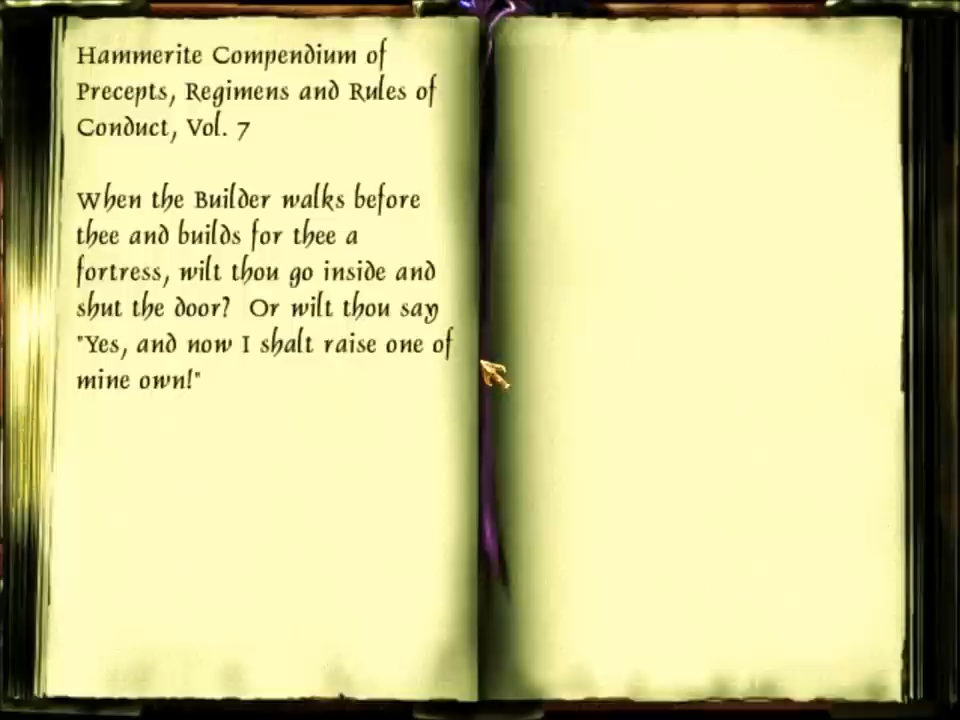 Hammerite Compendium of
Precepts, Regimens and Rules of
Conduct, Vol. 7
When the Builder walks before
thee and builds for thee a
fortress, wilt thou go inside and
shut the door? Or wilt thou say
"Yes, and now I shalt raise one of
mine own!"